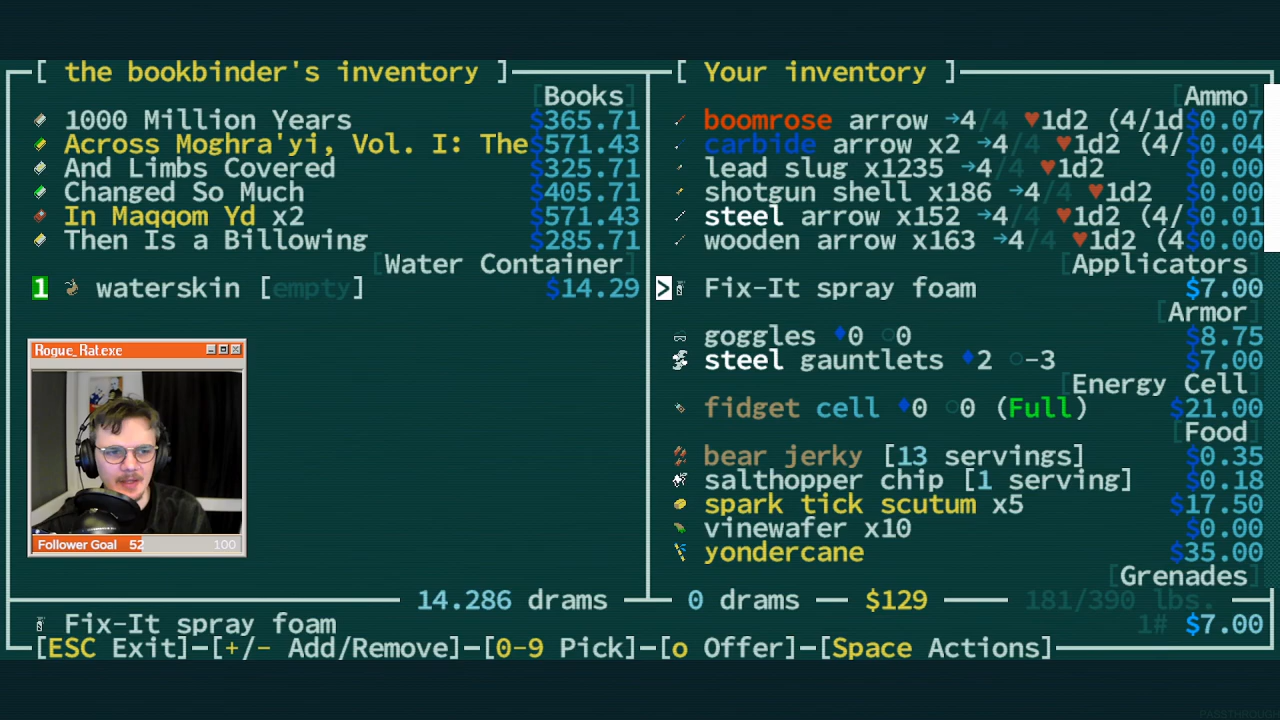 [ the bookbinder's inventory ]
[Books]
1000 Million Years $365.71
Across Moghra'yi, Vol. I: The $571.43
And Limbs Covered $325.71
Changed So Much $405.71
In Maqqom Yd x2 $571.43
Then Is a Billowing $285.71
[Water Container]
1 waterskin [empty] $14.29
Rogue_Rat.exe
Follower Goal 52 100
14.286 drams
[ Your inventory ]
[Ammo]
boomrose arrow →4/4 ♥1d2 (4/1d $0.07
carbide arrow x2 →4/4 ♥1d2 (4/ $0.04
lead slug x1235 →4/4 ♥1d2 $0.00
shotgun shell x186 →4/4 ♥1d2 $0.00
steel arrow x152 →4/4 ♥1d2 (4/ $0.01
wooden arrow x163 →4/4 ♥1d2 (4 $0.00
[Applicators]
> Fix-It spray foam $7.00
[Armor]
goggles ♦0 ○0 $8.75
steel gauntlets ♦2 ○-3 $7.00
[Energy Cell]
fidget cell ♦0 ○0 (Full) $21.00
[Food]
bear jerky [13 servings] $0.35
salthopper chip [1 serving] $0.18
spark tick scutum x5 $17.50
vinewafer x10 $0.00
yondercane $35.00
[Grenades]
0 drams — $129 — 181/390 lbs.
Fix-It spray foam 1# $7.00
[ESC Exit]—[+/- Add/Remove]—[0-9 Pick]—[o Offer]—[Space Actions]